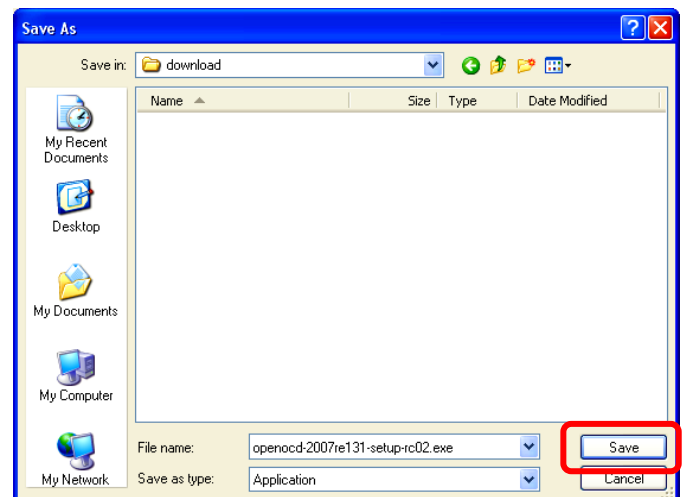 Save As
Save in: download
Name Size Type Date Modified
My Recent
Documents
Desktop
My Documents
My Computer
My Network
File name: openocd-2007re131-setup-rc02.exe Save
Save as type: Application Cancel